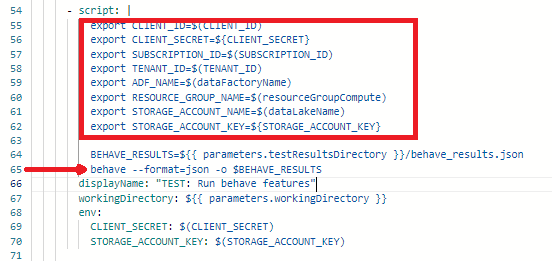 54 - script: |
55 export CLIENT_ID=$(CLIENT_ID)
56 export CLIENT_SECRET=${CLIENT_SECRET}
57 export SUBSCRIPTION_ID=$(SUBSCRIPTION_ID)
58 export TENANT_ID=$(TENANT_ID)
59 export ADF_NAME=$(dataFactoryName)
60 export RESOURCE_GROUP_NAME=$(resourceGroupCompute)
61 export STORAGE_ACCOUNT_NAME=$(dataLakeName)
62 export STORAGE_ACCOUNT_KEY=${STORAGE_ACCOUNT_KEY}
64 BEHAVE_RESULTS=${{ parameters.testResultsDirectory }}/behave_results.json
65 behave --format=json -o $BEHAVE_RESULTS
66 displayName: "TEST: Run behave features"
67 workingDirectory: ${{ parameters.workingDirectory }}
68 env:
69 CLIENT_SECRET: $(CLIENT_SECRET)
70 STORAGE_ACCOUNT_KEY: $(STORAGE_ACCOUNT_KEY)
71